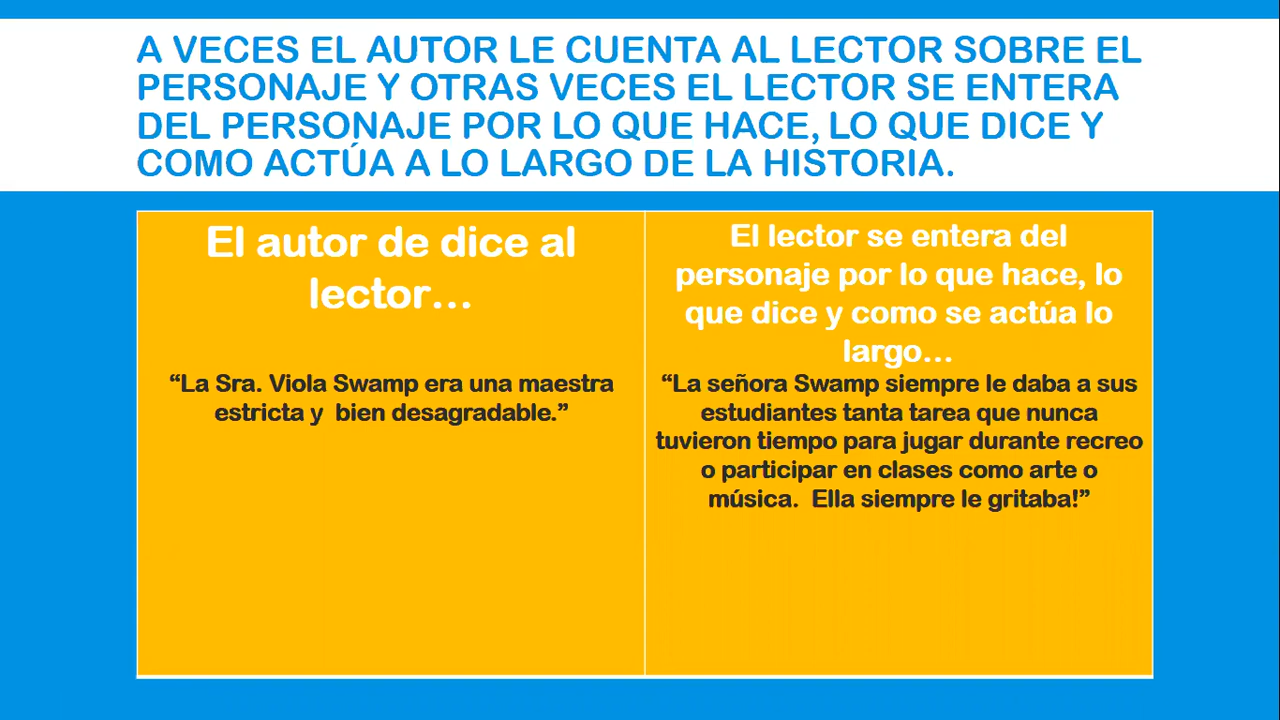 A VECES EL AUTOR LE CUENTA AL LECTOR SOBRE EL
PERSONAJE Y OTRAS VECES EL LECTOR SE ENTERA
DEL PERSONAJE POR LO QUE HACE, LO QUE DICE Y
COMO ACTÚA A LO LARGO DE LA HISTORIA.
El autor de dice al
lector...
“La Sra. Viola Swamp era una maestra
estricta y  bien desagradable.”
El lector se entera del
personaje por lo que hace, lo
que dice y como se actúa lo
largo...
“La señora Swamp siempre le daba a sus
estudiantes tanta tarea que nunca
tuvieron tiempo para jugar durante recreo
o participar en clases como arte o
música.  Ella siempre le gritaba!”